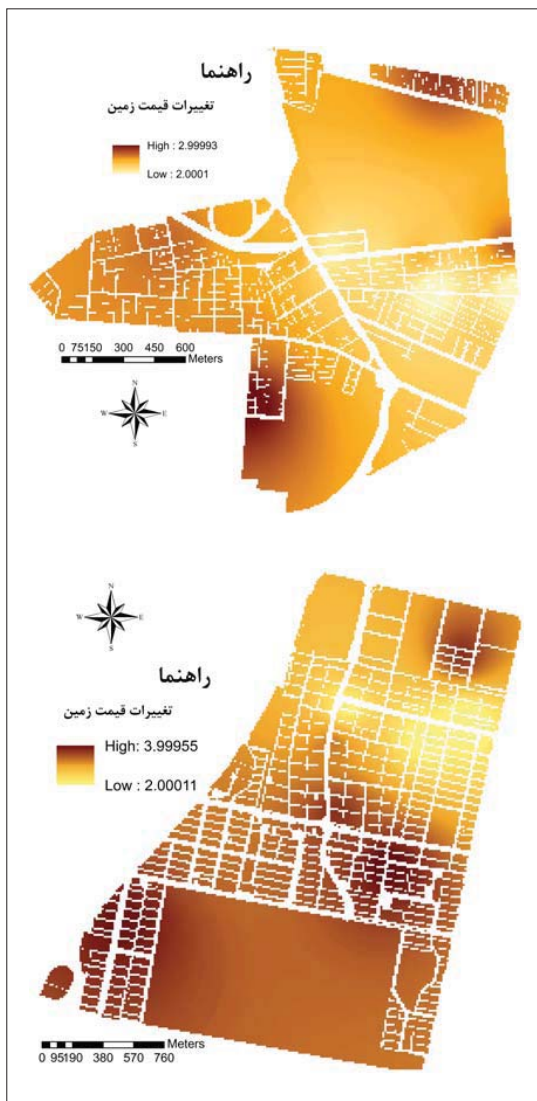 راهنما
تغییرات قیمت زمین
High : 2.99993
Low : 2.0001
0 75150 300 450 600
Meters
N
W E
S
N
W E
S
راهنما
تغییرات قیمت زمین
High: 3.99955
Low : 2.00011
Meters
0 95190 380 570 760